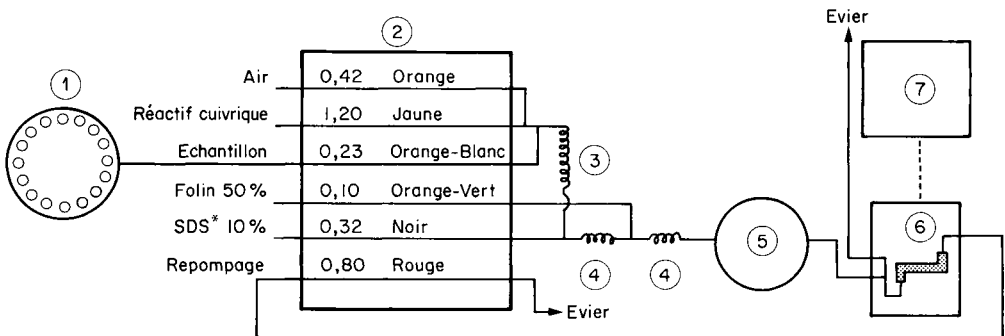 Evier
2
7
1
Air 0,42 Orange
Réactif cuivrique 1,20 Jaune
Echantillon 0,23 Orange-Blanc
3
Folin 50% 0,10 Orange-Vert
SDS* 10% 0,32 Noir
6
5
4 4
Repompage 0,80 Rouge
Evier